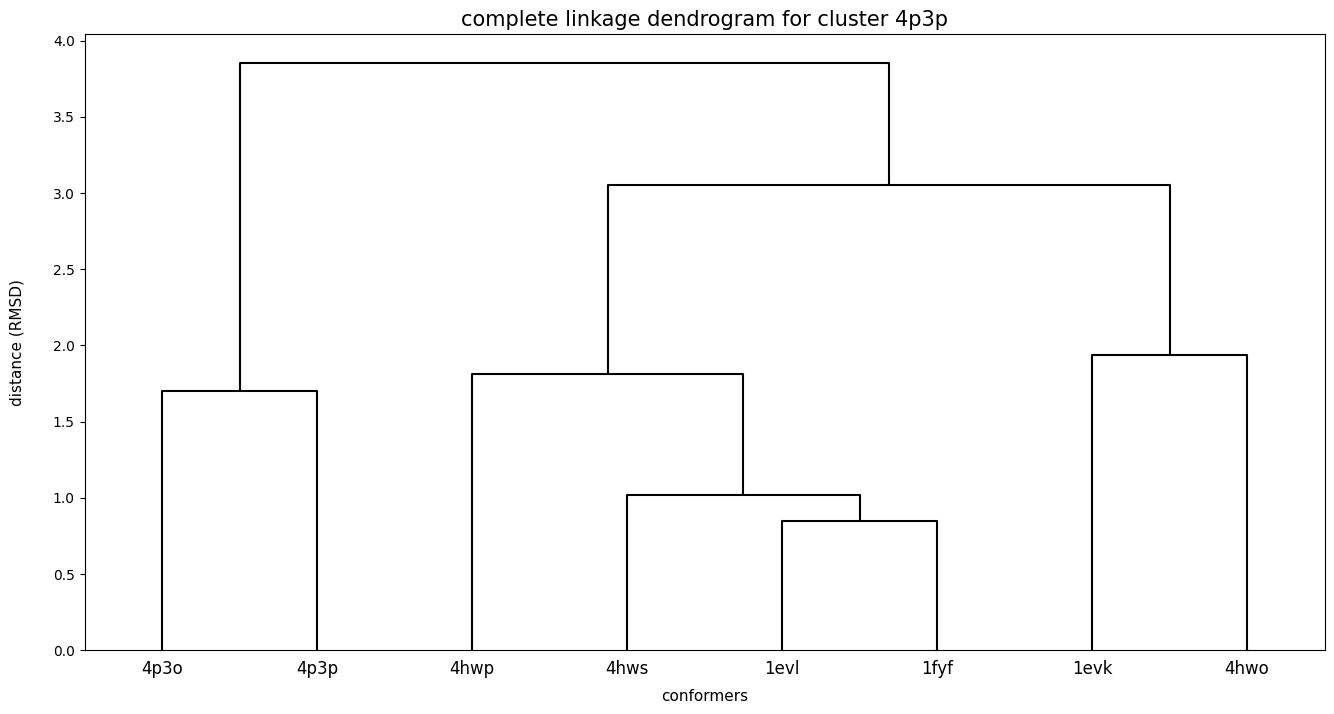 complete linkage dendrogram for cluster 4p3p
4.0
3.5
3.0
2.5
2.0
1.5
1.0
0.5
0.0
distance (RMSD)
4p3o 4p3p 4hwp 4hws 1evl 1fyf 1evk 4hwo
conformers